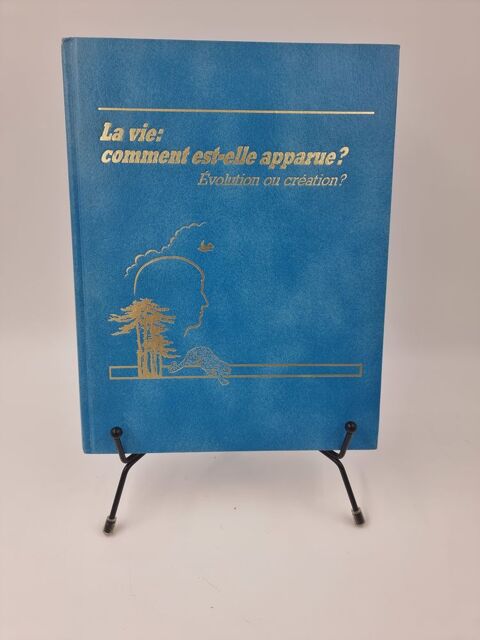 La vie:
comment est-elle apparue?
Évolution ou création?